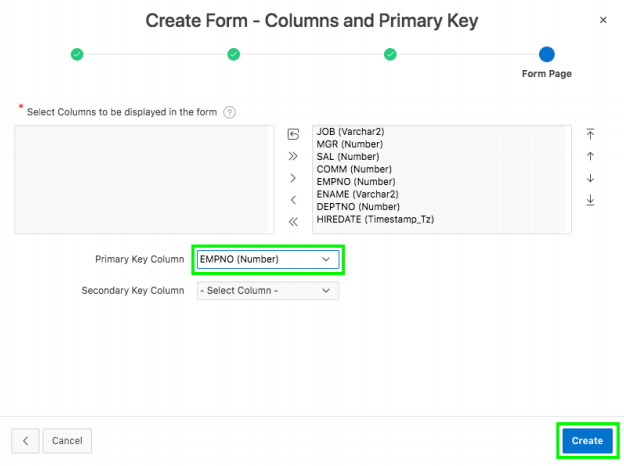 Create Form - Columns and Primary Key
×
Form Page
* Select Columns to be displayed in the form ?
JOB (Varchar2)
MGR (Number)
SAL (Number)
COMM (Number)
EMPNO (Number)
ENAME (Varchar2)
DEPTNO (Number)
HIREDATE (Timestamp_Tz)
Primary Key Column EMPNO (Number)
Secondary Key Column - Select Column -
Cancel Create